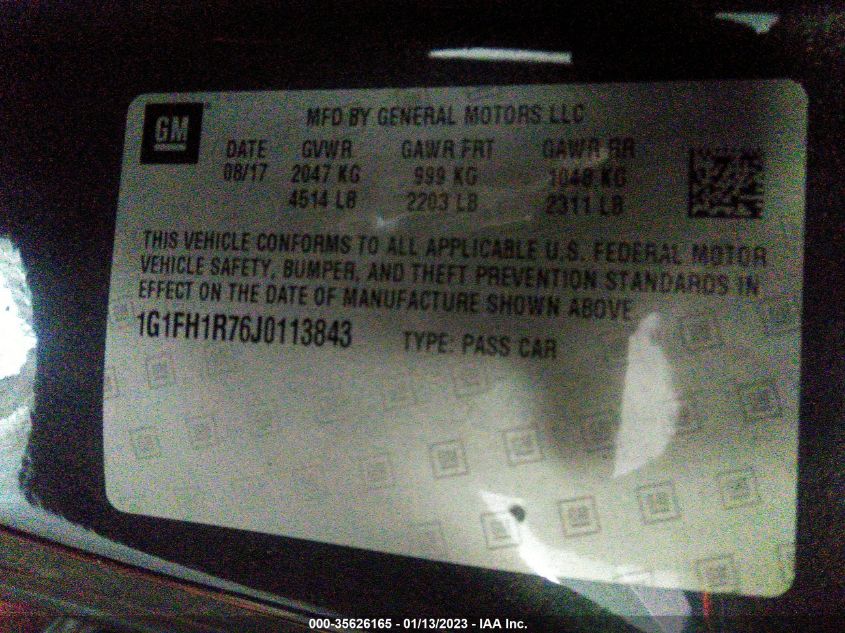 GM
MFD BY GENERAL MOTORS LLC
DATE GVWR GAWR FRT GAWR RR
08/17 2047 KG 999 KG 1048 KG
4514 LB 2203 LB 2311 LB
THIS VEHICLE CONFORMS TO ALL APPLICABLE U.S. FEDERAL MOTOR
VEHICLE SAFETY, BUMPER, AND THEFT PREVENTION STANDARDS IN
EFFECT ON THE DATE OF MANUFACTURE SHOWN ABOVE
1G1FH1R76J0113843 TYPE: PASS CAR
000-35626165 - 01/13/2023 - IAA Inc.